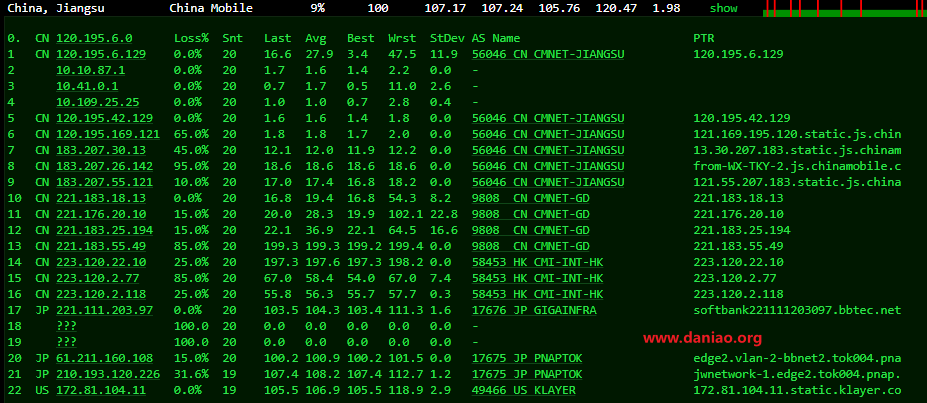 China, Jiangsu China Mobile 9% 100 107.17 107.24 105.76 120.47 1.98 show
0. CN 120.195.6.0 Loss% Snt Last Avg Best Wrst StDev AS Name PTR
1 CN 120.195.6.129 0.0% 20 16.6 27.9 3.4 47.5 11.9 56046 CN CMNET-JIANGSU 120.195.6.129
2 10.10.87.1 0.0% 20 1.7 1.6 1.4 2.2 0.0 -
3 10.41.0.1 0.0% 20 0.7 1.7 0.5 11.0 2.6 -
4 10.109.25.25 0.0% 20 1.0 1.0 0.7 2.8 0.4 -
5 CN 120.195.42.129 0.0% 20 1.6 1.6 1.4 1.8 0.0 56046 CN CMNET-JIANGSU 120.195.42.129
6 CN 120.195.169.121 65.0% 20 1.8 1.8 1.7 2.0 0.0 56046 CN CMNET-JIANGSU 121.169.195.120.static.js.chin
7 CN 183.207.30.13 45.0% 20 12.1 12.0 11.9 12.2 0.0 56046 CN CMNET-JIANGSU 13.30.207.183.static.js.chinam
8 CN 183.207.26.142 95.0% 20 18.6 18.6 18.6 18.6 0.0 56046 CN CMNET-JIANGSU from-WX-TKY-2.js.chinamobile.c
9 CN 183.207.55.121 10.0% 20 17.0 17.4 16.8 18.2 0.0 56046 CN CMNET-JIANGSU 121.55.207.183.static.js.china
10 CN 221.183.18.13 0.0% 20 16.8 19.4 16.8 54.3 8.2 9808 CN CMNET-GD 221.183.18.13
11 CN 221.176.20.10 15.0% 20 20.0 28.3 19.9 102.1 22.8 9808 CN CMNET-GD 221.176.20.10
12 CN 221.183.25.194 15.0% 20 22.1 36.9 22.1 64.5 16.6 9808 CN CMNET-GD 221.183.25.194
13 CN 221.183.55.49 85.0% 20 199.3 199.3 199.2 199.4 0.0 9808 CN CMNET-GD 221.183.55.49
14 CN 223.120.22.10 25.0% 20 197.3 197.6 197.3 198.2 0.0 58453 HK CMI-INT-HK 223.120.22.10
15 CN 223.120.2.77 85.0% 20 67.0 58.4 54.0 67.0 7.4 58453 HK CMI-INT-HK 223.120.2.77
16 CN 223.120.2.118 25.0% 20 55.8 56.3 55.7 57.7 0.3 58453 HK CMI-INT-HK 223.120.2.118
17 JP 221.111.203.97 0.0% 20 103.5 104.3 103.4 111.3 1.6 17676 JP GIGAINFRA softbank221111203097.bbtec.net
18 ??? 100.0 20 0.0 0.0 0.0 0.0 0.0 -
19 ??? 100.0 20 0.0 0.0 0.0 0.0 0.0 -
www.daniao.org
20 JP 61.211.160.108 15.0% 20 100.2 100.9 100.2 101.5 0.0 17675 JP PNAPTOK edge2.vlan-2-bbnet2.tok004.pna
21 JP 210.193.120.226 31.6% 19 107.4 108.2 107.4 112.7 1.2 17675 JP PNAPTOK jwnetwork-1.edge2.tok004.pnap.
22 US 172.81.104.11 0.0% 19 105.5 106.9 105.5 118.9 2.9 49466 US KLAYER 172.81.104.11.static.klayer.co